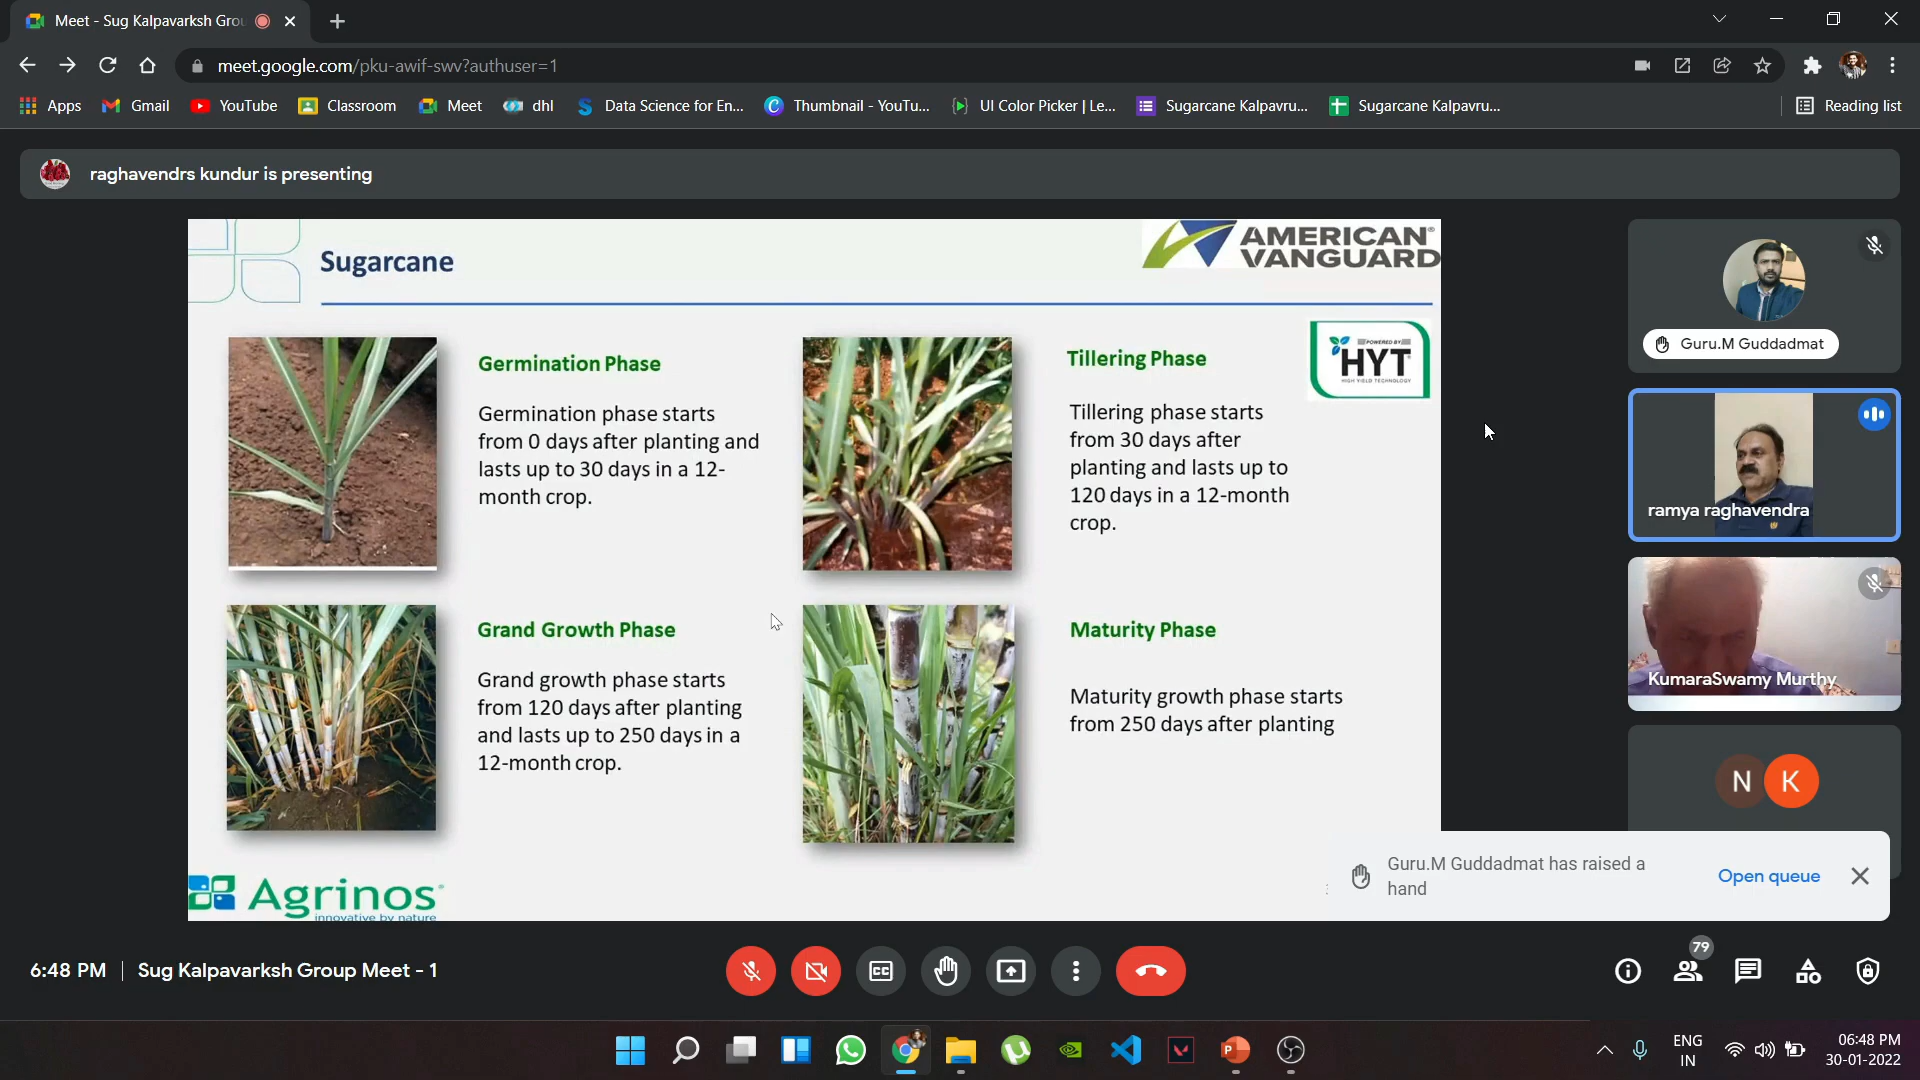 Meet - Sug Kalpavarksh Grou
meet.google.com/pku-awif-swv?authuser=1
Apps
Gmail
YouTube
Classroom
Meet
dhl
Data Science for En...
Thumbnail - YouTu...
UI Color Picker | Le...
Sugarcane Kalpavru...
Sugarcane Kalpavru...
Reading list
raghavendrs kundur is presenting
Sugarcane
AMERICAN
VANGUARD
POWERED BY
HYT
HIGH YIELD TECHNOLOGY
Germination Phase
Germination phase starts
from 0 days after planting and
lasts up to 30 days in a 12-
month crop.
Tillering Phase
Tillering phase starts
from 30 days after
planting and lasts up to
120 days in a 12-month
crop.
Grand Growth Phase
Grand growth phase starts
from 120 days after planting
and lasts up to 250 days in a
12-month crop.
Maturity Phase
Maturity growth phase starts
from 250 days after planting
Agrinos
innovative by nature
Guru.M Guddadmat
ramya raghavendra
KumaraSwamy Murthy
N K
Guru.M Guddadmat has raised a
hand
Open queue
6:48 PM | Sug Kalpavarksh Group Meet - 1
79
ENG
IN
06:48 PM
30-01-2022